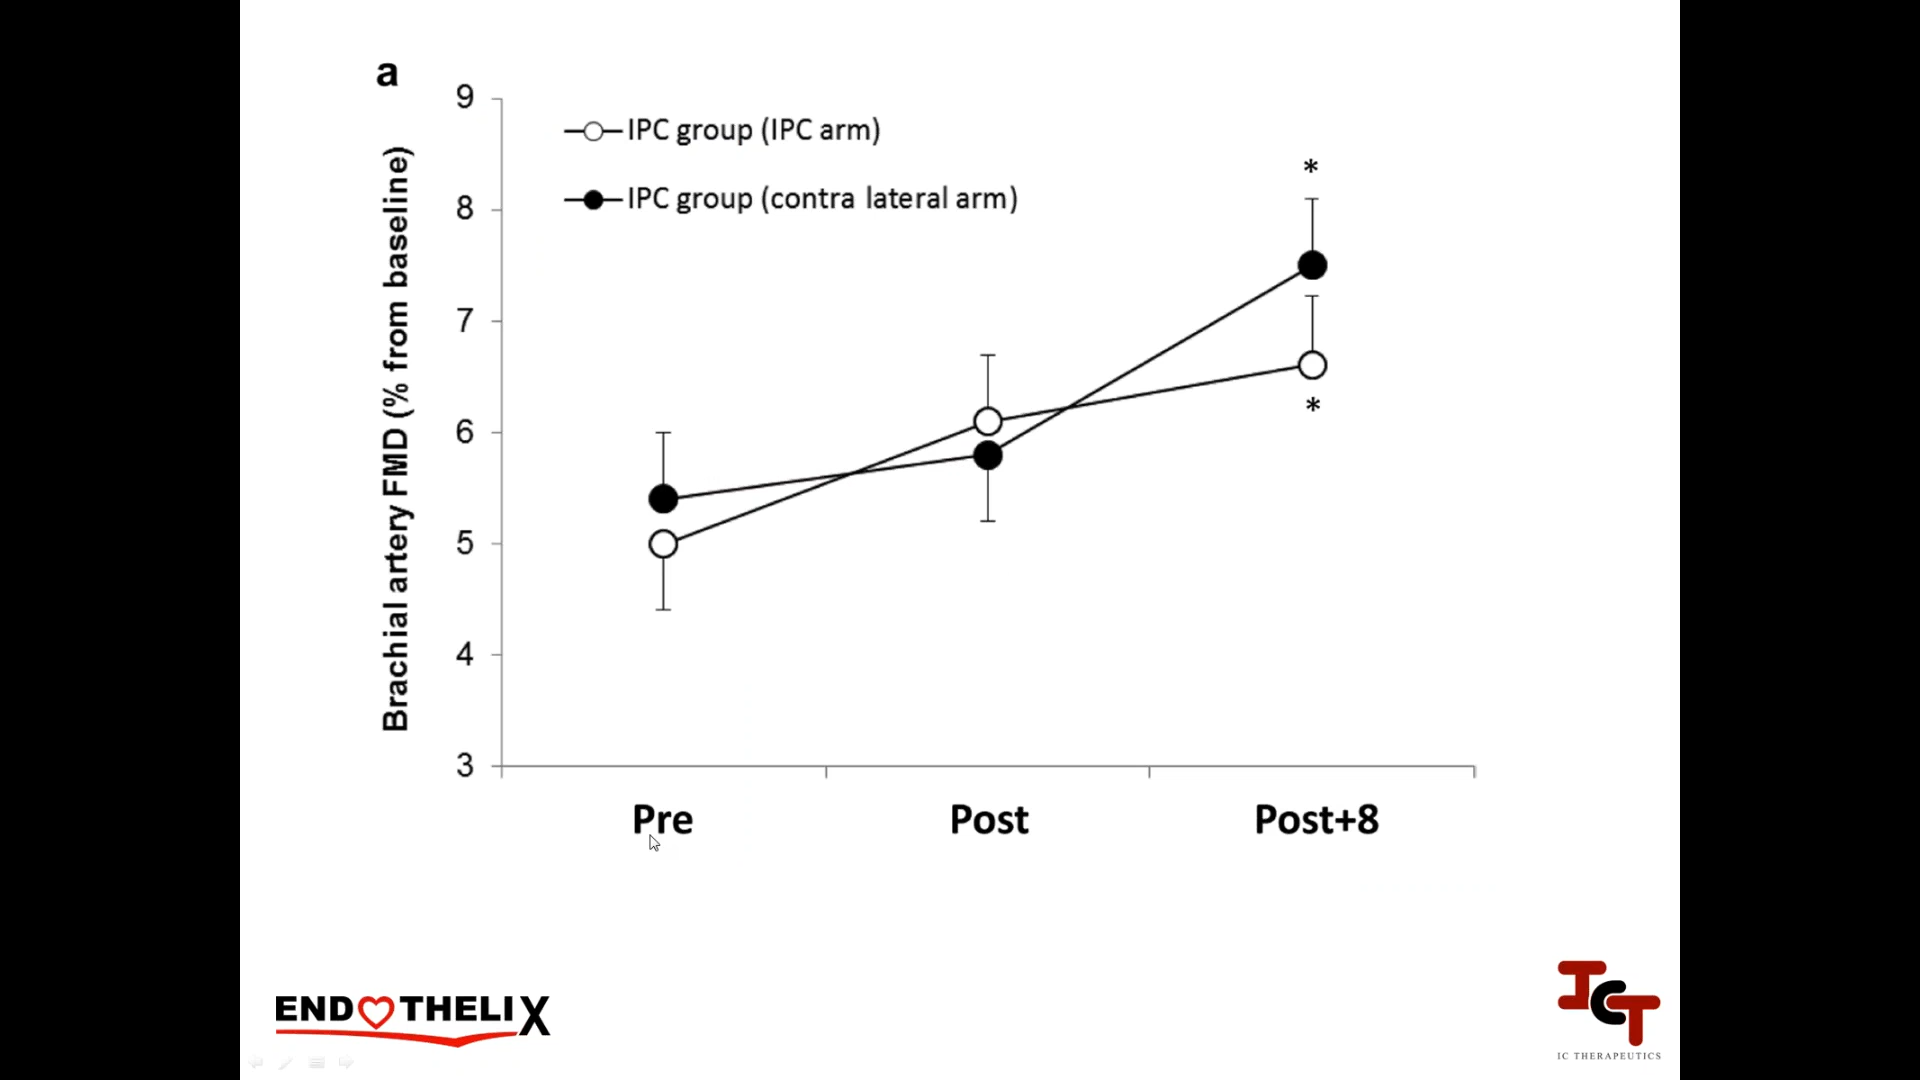 a
9
8
7
6
5
4
3
Brachial artery FMD (% from baseline)
IPC group (IPC arm)
IPC group (contra lateral arm)
*
*
Pre
Post
Post+8
ENDOTHELIX
ICT
IC THERAPEUTICS